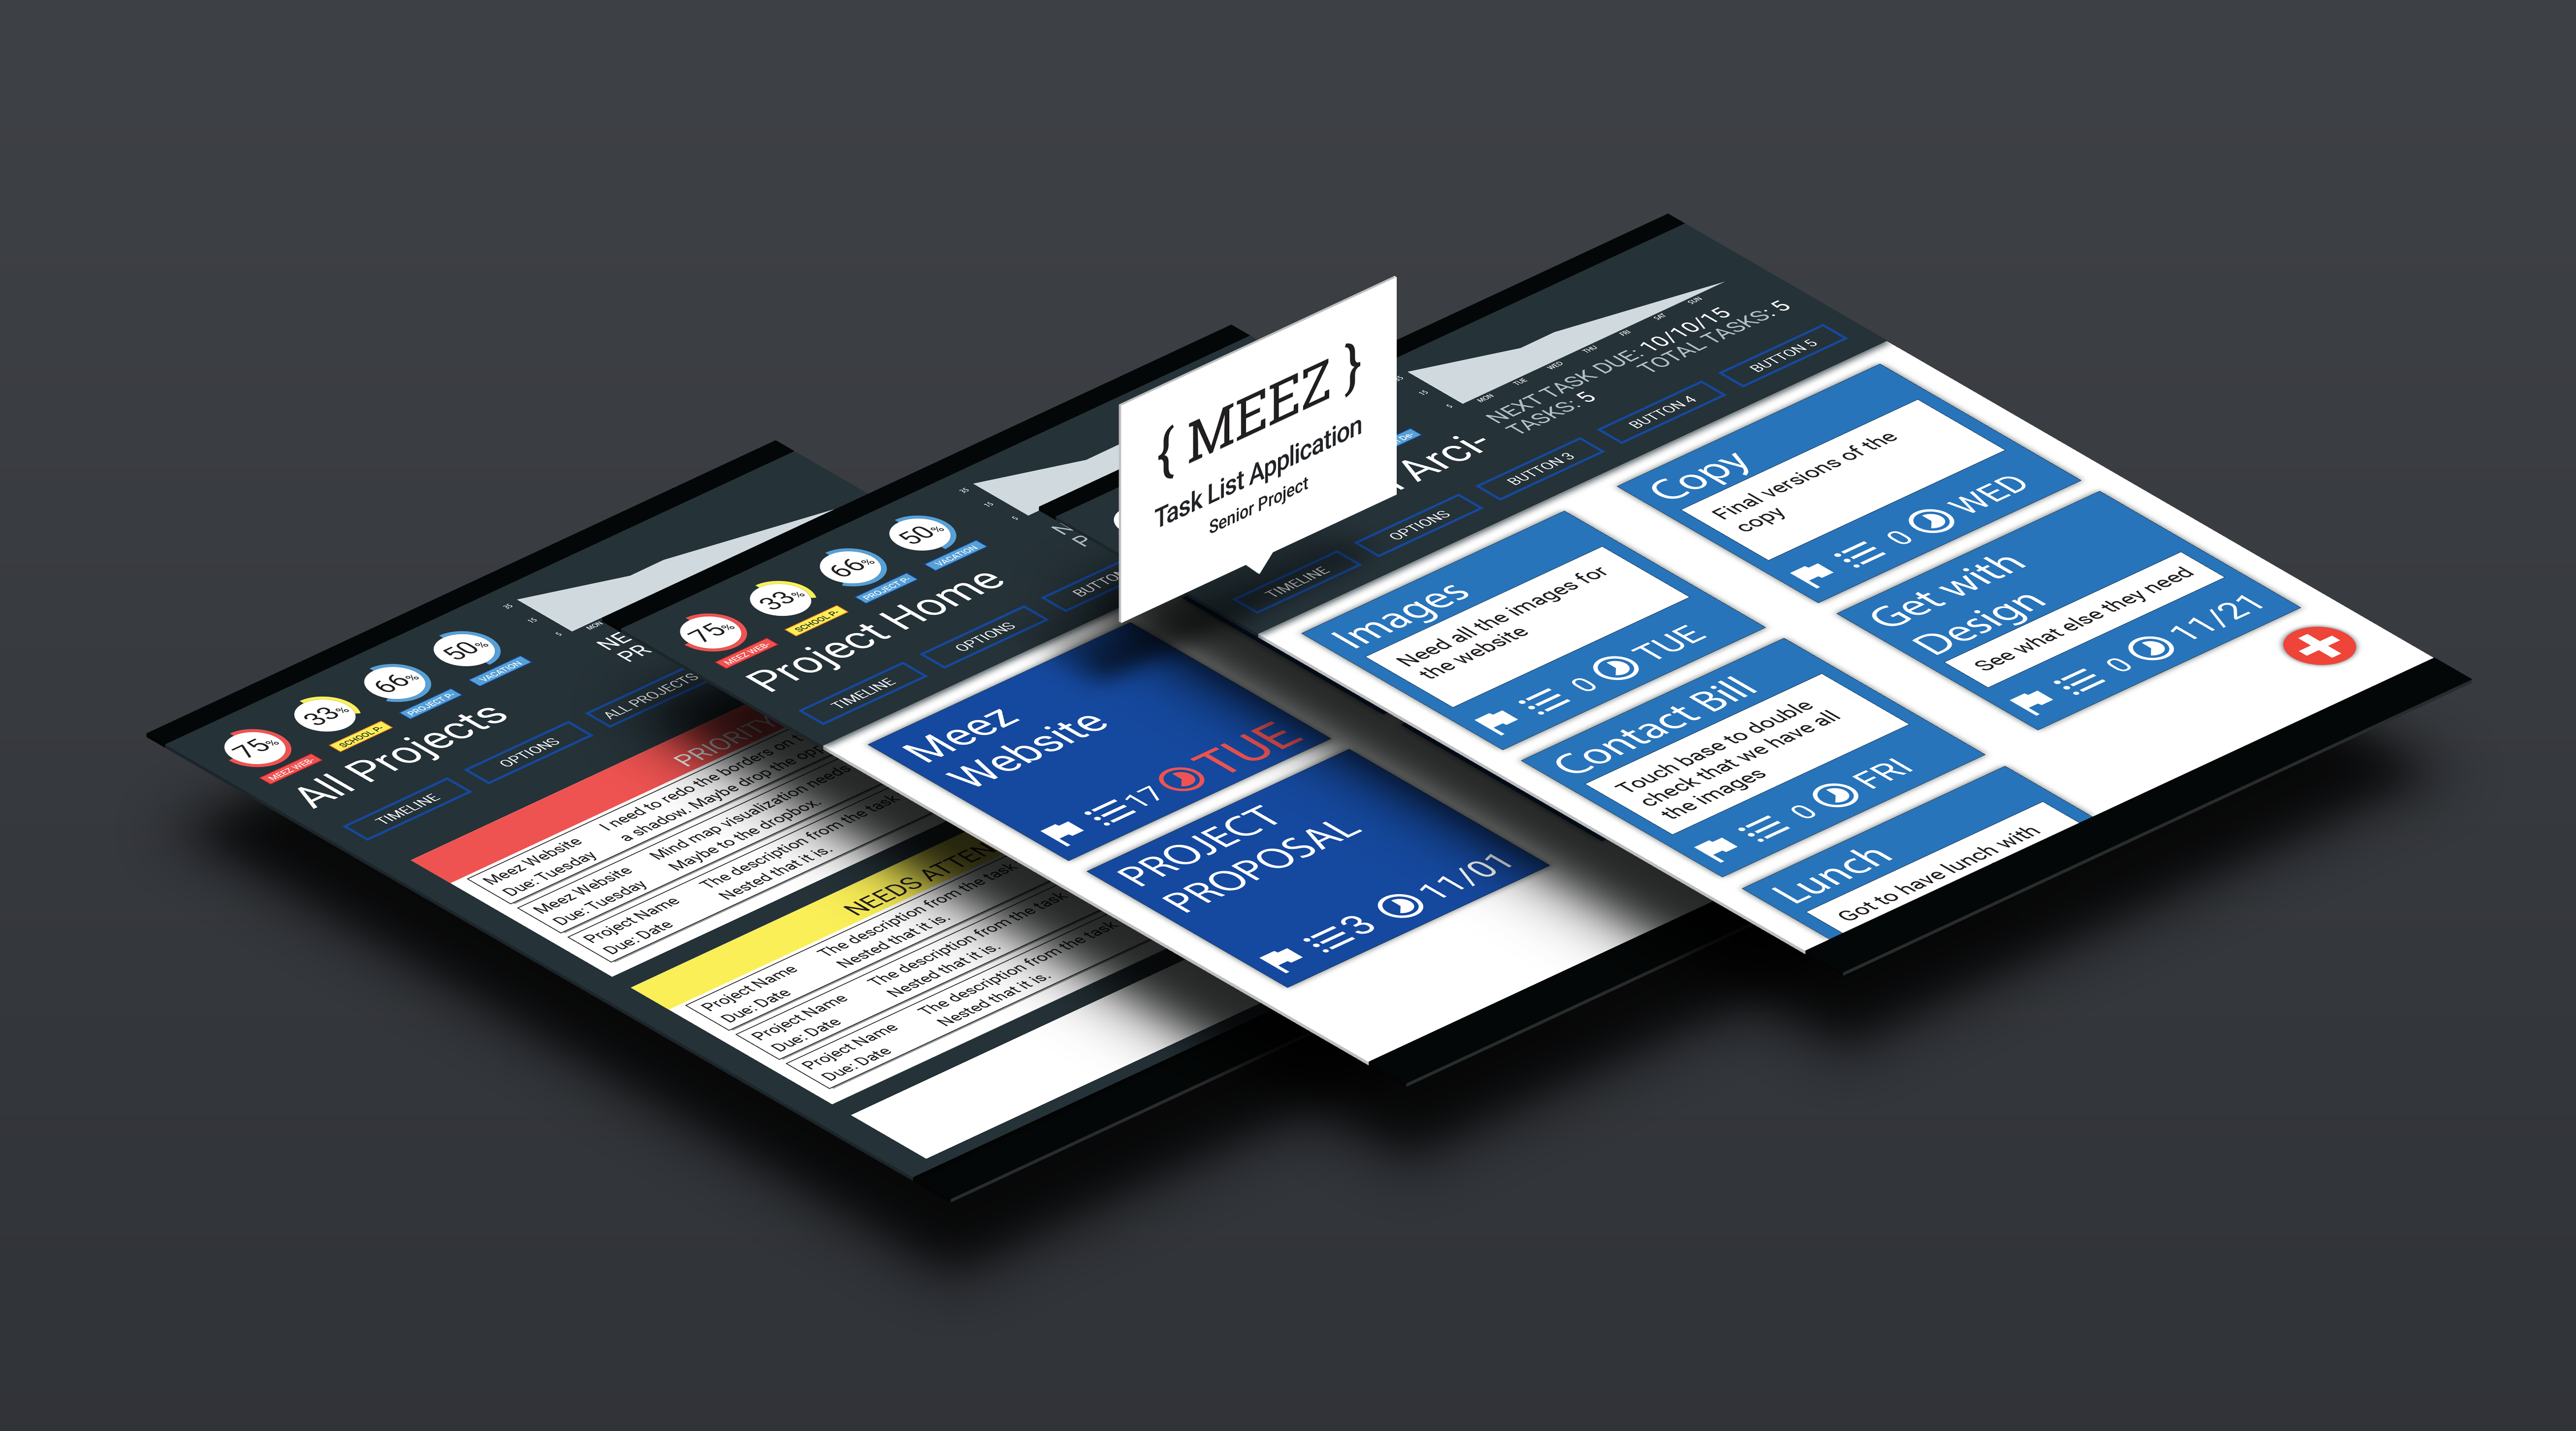 75%
MEEZ WEB-
33%
SCHOOL P-
66%
PROJECT P-
50%
VACATION
All Projects
35
15
5
MON
NE
PR
TIMELINE
OPTIONS
ALL PROJECTS
PRIORITY
Meez Website
Due: Tuesday
I need to redo the borders on t
a shadow. Maybe drop the opp
Meez Website
Due: Tuesday
Mind map visualization needs
Maybe to the dropbox.
Project Name
Due: Date
The description from the task
Nested that it is.
NEEDS ATTEN
Project Name
Due: Date
The description from the task
Nested that it is.
Project Name
Due: Date
The description from the task
Nested that it is.
Project Name
Due: Date
The description from the task
Nested that it is.
75%
MEEZ WEB-
33%
SCHOOL P-
66%
PROJECT P-
50%
VACATION
Project Home
35
15
5
N
P
TIMELINE
OPTIONS
BUTTON
Meez
Website
17 TUE
PROJECT
PROPOSAL
3 11/01
{ MEEZ }
Task List Application
Senior Project
Arci-
15
5
MON
TUE
WED
THU
FRI
SAT
SUN
NEXT TASK DUE: 10/10/15
TASKS: 5
TOTAL TASKS: 5
TIMELINE
OPTIONS
BUTTON 3
BUTTON 4
BUTTON 5
Images
Need all the images for
the website
0 TUE
Copy
Final versions of the
copy
0 WED
Contact Bill
Touch base to double
check that we have all
the images
0 FRI
Get with
Design
See what else they need
0 11/21
Lunch
Got to have lunch with